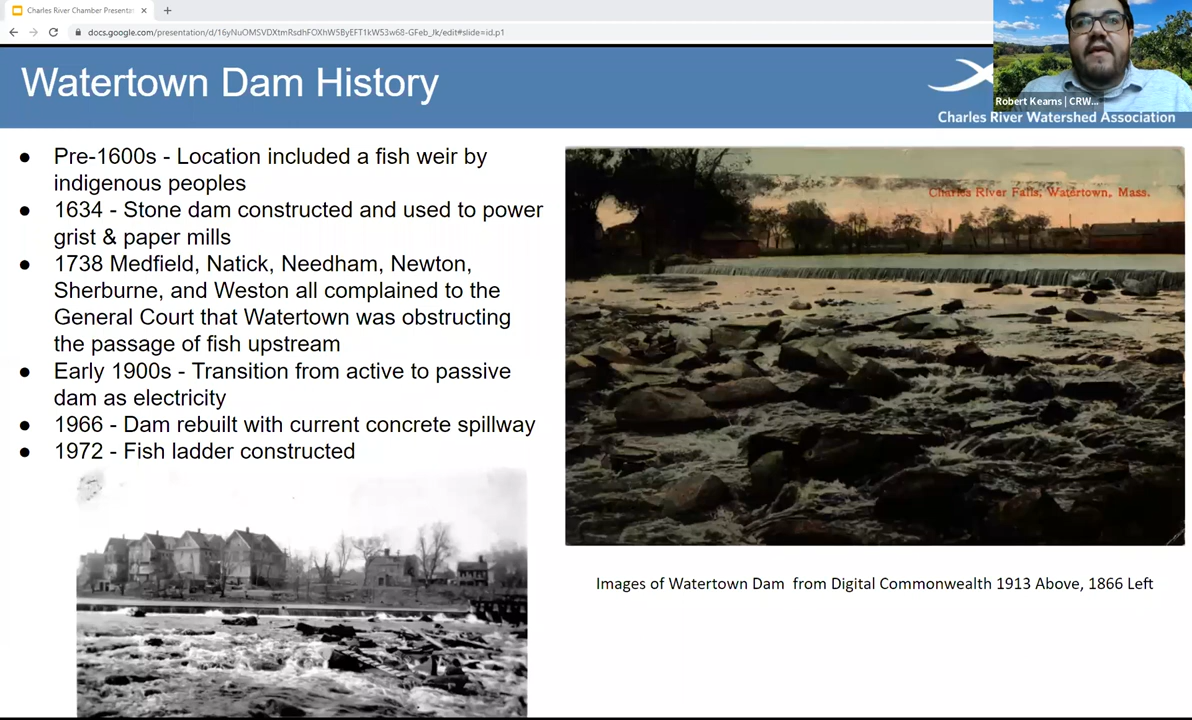 Charles River Chamber Presentat
docs.google.com/presentation/d/16yNuOMSVDXtmRsdhFOXhW5ByEFT1kW53w68-GFeb_Jk/edit#slide=id.p1
Robert Kearns | CRW...
Watertown Dam History
Charles River Watershed Association
● Pre-1600s - Location included a fish weir by
indigenous peoples
● 1634 - Stone dam constructed and used to power
grist & paper mills
● 1738 Medfield, Natick, Needham, Newton,
Sherburne, and Weston all complained to the
General Court that Watertown was obstructing
the passage of fish upstream
● Early 1900s - Transition from active to passive
dam as electricity
● 1966 - Dam rebuilt with current concrete spillway
● 1972 - Fish ladder constructed
Charles River Falls, Watertown, Mass.
Images of Watertown Dam from Digital Commonwealth 1913 Above, 1866 Left